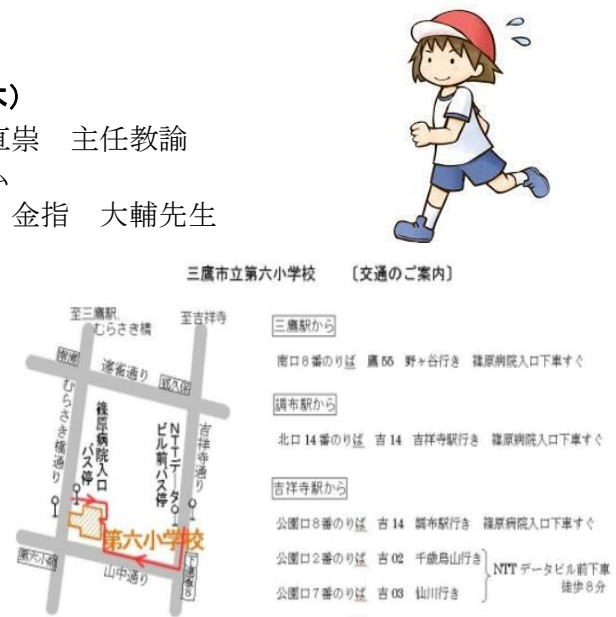 木)
直崇　主任教諭
ム
金指　大輔先生
三鷹市立第六小学校　〔交通のご案内〕
至三鷹駅、
むらさき橋
至吉祥寺
連雀通り
狐久保
むらさき橋通り
篠原病院入口
バス停
NTTデータ
ビル前バス停
吉祥寺通り
第六小学校
山中通り
三鷹駅から
南口8番のりば　鷹55　野ヶ谷行き　篠原病院入口下車すぐ
調布駅から
北口14番のりば　吉14　吉祥寺駅行き　篠原病院入口下車すぐ
吉祥寺駅から
公園口8番のりば　吉14　調布駅行き　篠原病院入口下車すぐ
公園口2番のりば　吉02　千歳烏山行き
公園口7番のりば　吉03　仙川行き
NTTデータビル前下車
徒歩8分